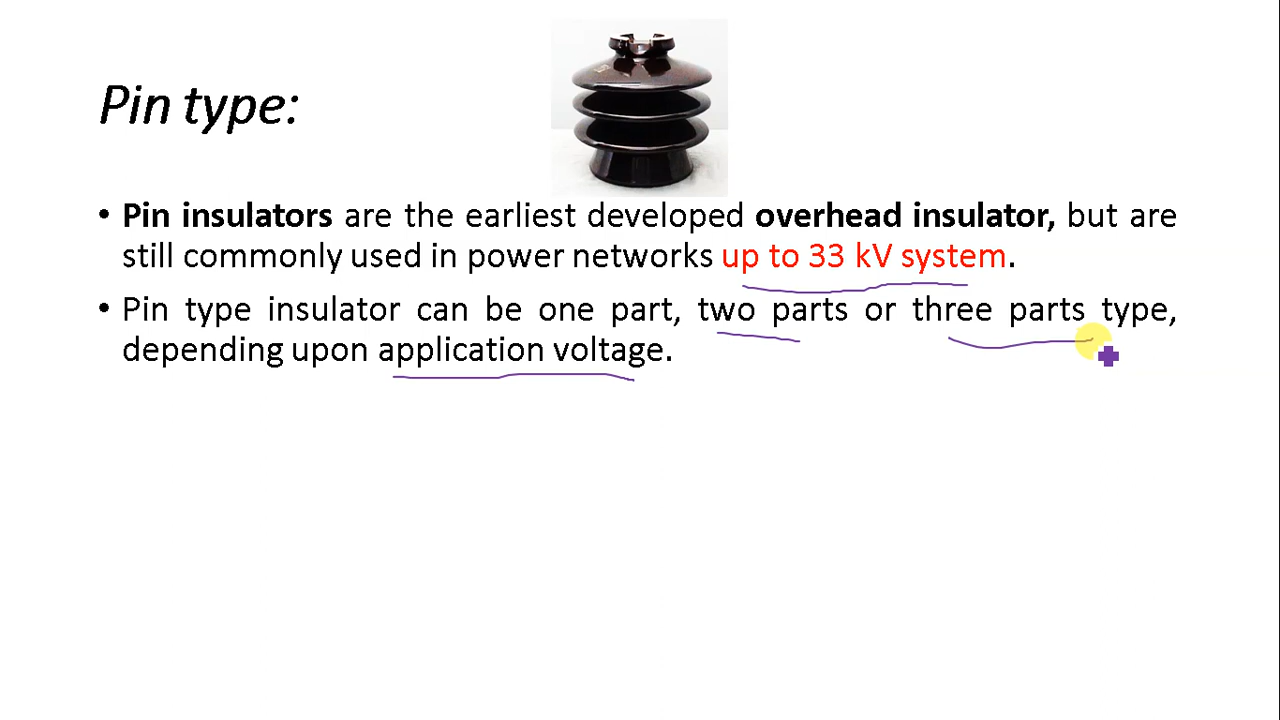 Pin type:
• Pin insulators are the earliest developed overhead insulator, but are
still commonly used in power networks up to 33 kV system.
• Pin type insulator can be one part, two parts or three parts type,
depending upon application voltage.